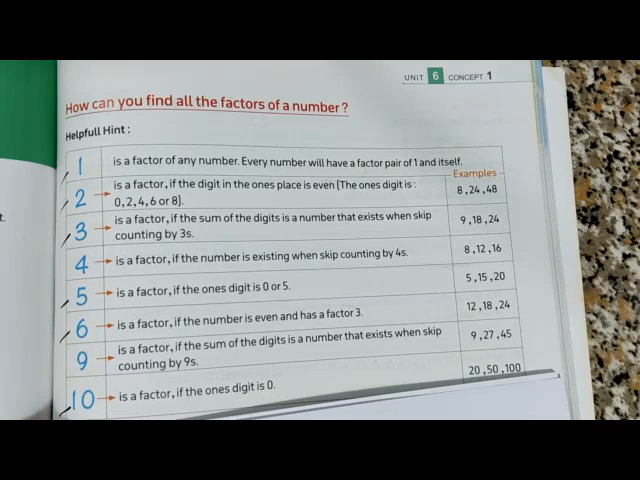 UNIT 6 CONCEPT 1
How can you find all the factors of a number?
Helpfull Hint :
1 is a factor of any number. Every number will have a factor pair of 1 and itself.
Examples
2 → is a factor, if the digit in the ones place is even (The ones digit is :
0,2,4,6 or 8). 8,24,48
3 → is a factor, if the sum of the digits is a number that exists when skip
counting by 3s. 9,18,24
4 → is a factor, if the number is existing when skip counting by 4s. 8,12,16
5 → is a factor, if the ones digit is 0 or 5. 5,15,20
6 → is a factor, if the number is even and has a factor 3. 12,18,24
9 → is a factor, if the sum of the digits is a number that exists when skip
counting by 9s. 9,27,45
10 → is a factor, if the ones digit is 0. 20,50,100
t.